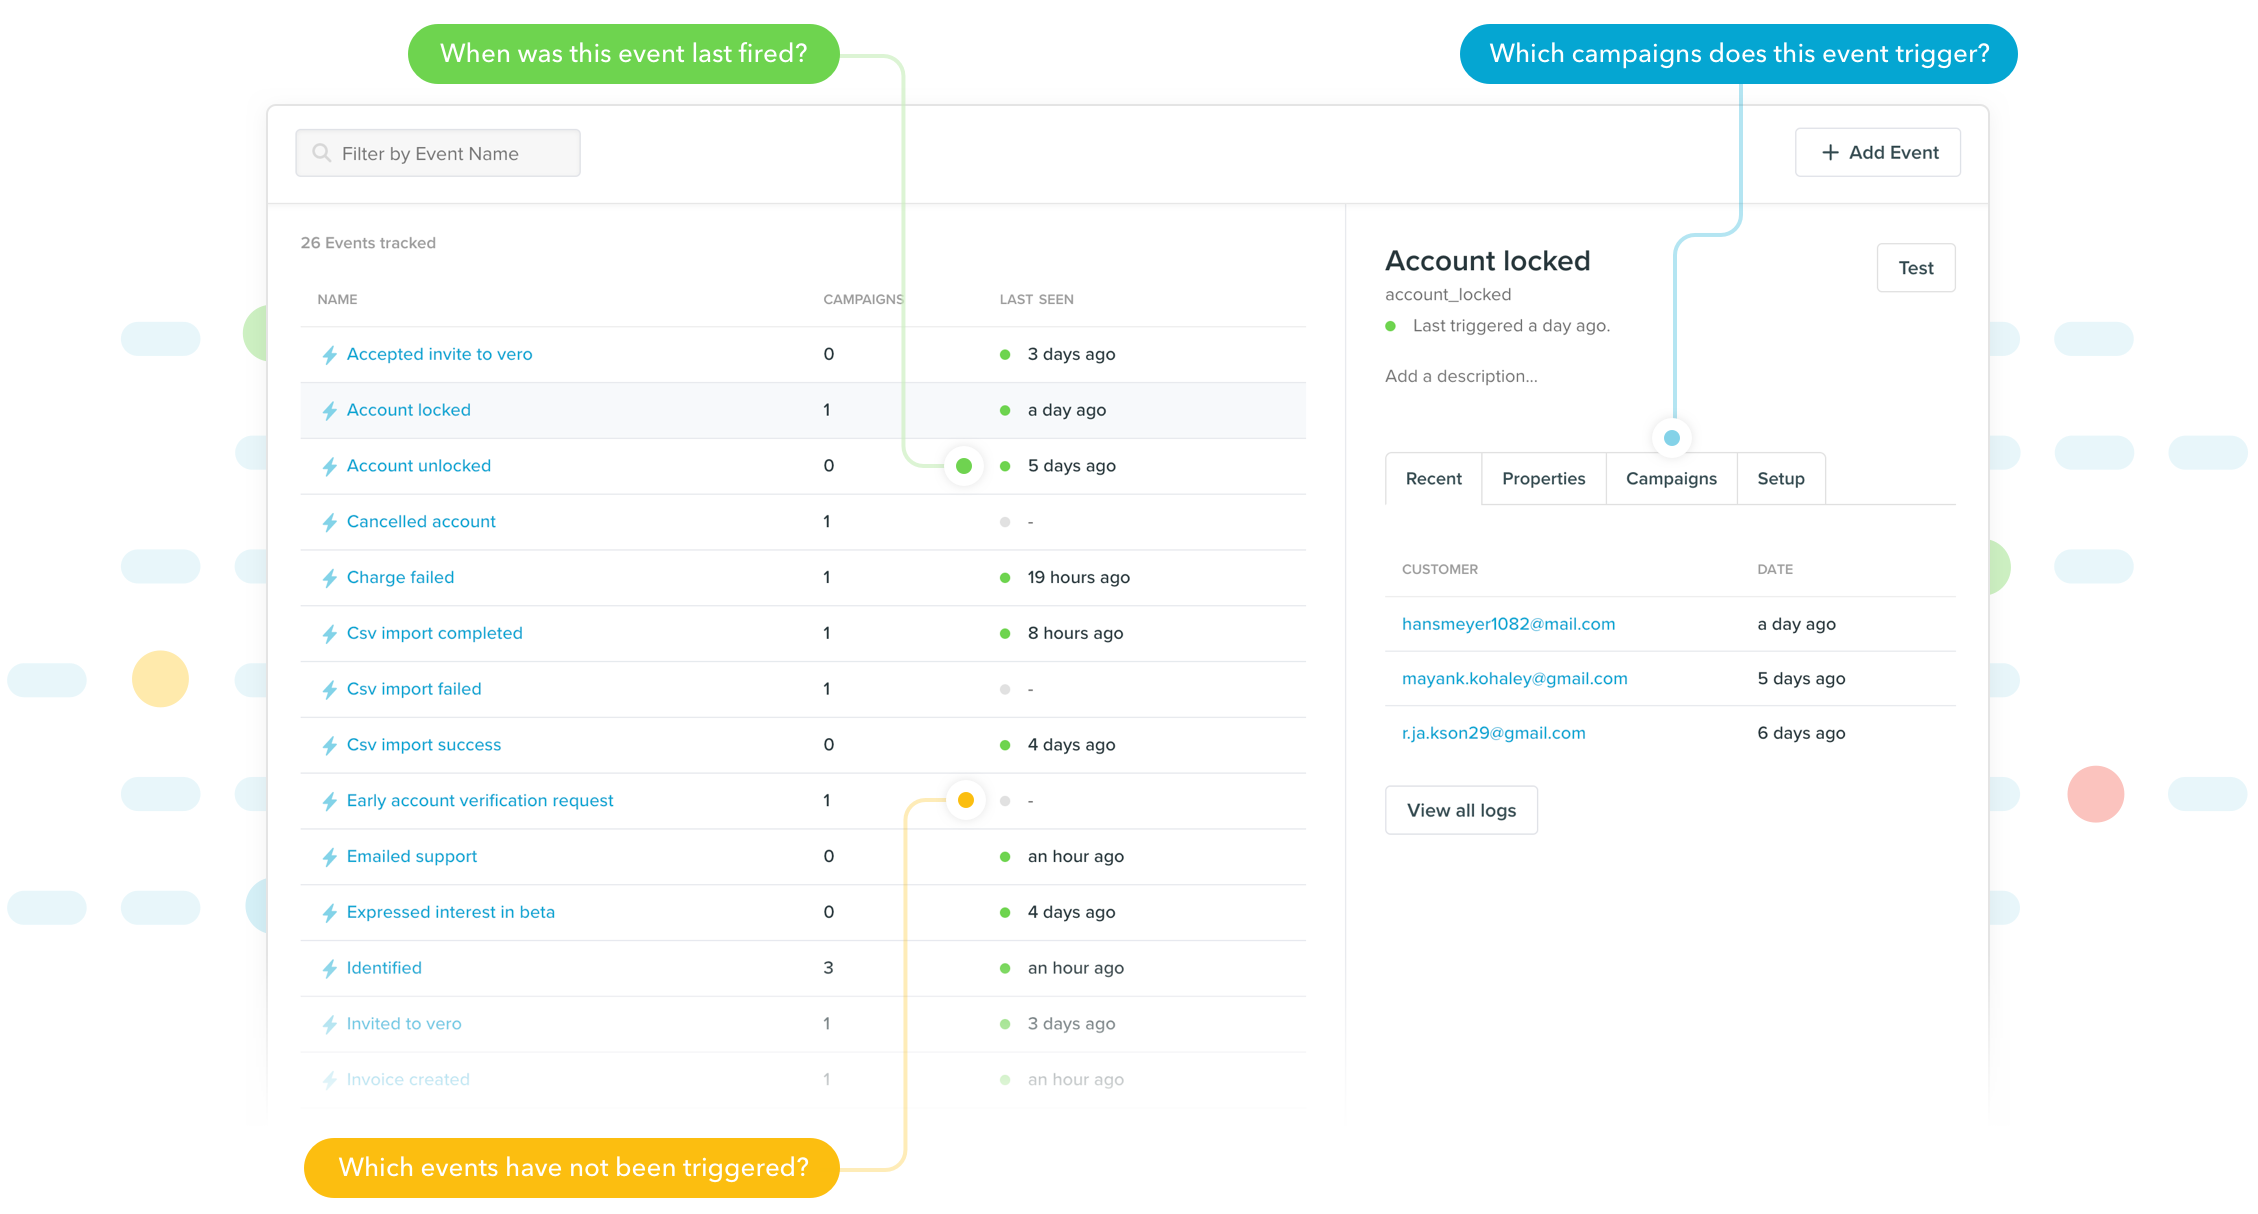 When was this event last fired?
Which campaigns does this event trigger?
Filter by Event Name
+ Add Event
26 Events tracked
NAME CAMPAIGNS LAST SEEN
Accepted invite to vero 0 3 days ago
Account locked 1 a day ago
Account unlocked 0 5 days ago
Cancelled account 1 -
Charge failed 1 19 hours ago
Csv import completed 1 8 hours ago
Csv import failed 1 -
Csv import success 0 4 days ago
Early account verification request 1 -
Emailed support 0 an hour ago
Expressed interest in beta 0 4 days ago
Identified 3 an hour ago
Invited to vero 1 3 days ago
Invoice created 1 an hour ago
Account locked
Test
account_locked
Last triggered a day ago.
Add a description...
Recent Properties Campaigns Setup
CUSTOMER DATE
hansmeyer1082@mail.com a day ago
mayank.kohaley@gmail.com 5 days ago
r.ja.kson29@gmail.com 6 days ago
View all logs
Which events have not been triggered?